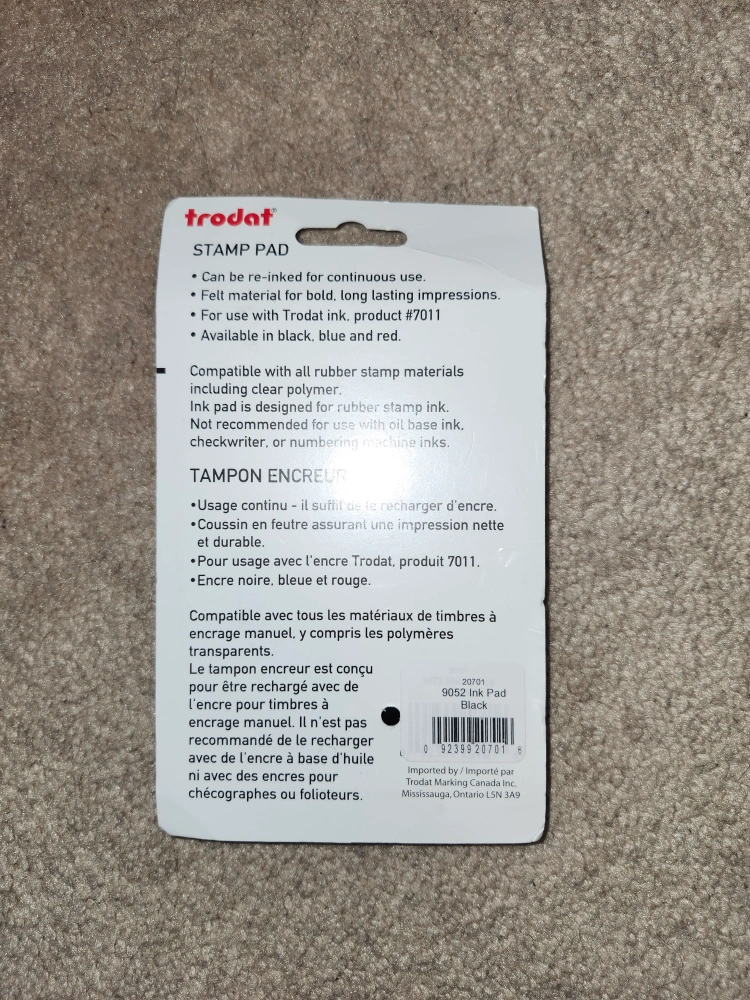 trodat®
STAMP PAD
• Can be re-inked for continuous use.
• Felt material for bold, long lasting impressions.
• For use with Trodat ink, product #7011
• Available in black, blue and red.
Compatible with all rubber stamp materials
including clear polymer.
Ink pad is designed for rubber stamp ink.
Not recommended for use with oil base ink,
checkwriter, or numbering machine inks.
TAMPON ENCREUR
•Usage continu - il suffit de le recharger d'encre.
•Coussin en feutre assurant une impression nette
et durable.
•Pour usage avec l'encre Trodat, produit 7011.
•Encre noire, bleue et rouge.
Compatible avec tous les matériaux de timbres à
encrage manuel, y compris les polymères
transparents.
Le tampon encreur est conçu
pour être rechargé avec de
l'encre pour timbres à
encrage manuel. Il n'est pas
recommandé de le recharger
avec de l'encre à base d'huile
ni avec des encres pour
chécographes ou folioteurs.
20701
9052 Ink Pad
Black
0 92399 20701 8
Imported by / Importé par
Trodat Marking Canada Inc.
Mississauga, Ontario L5N 3A9